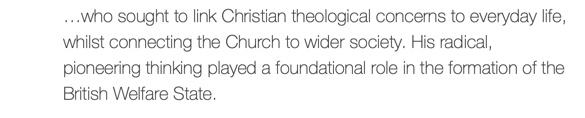 …who sought to link Christian theological concerns to everyday life,
whilst connecting the Church to wider society. His radical,
pioneering thinking played a foundational role in the formation of the
British Welfare State.